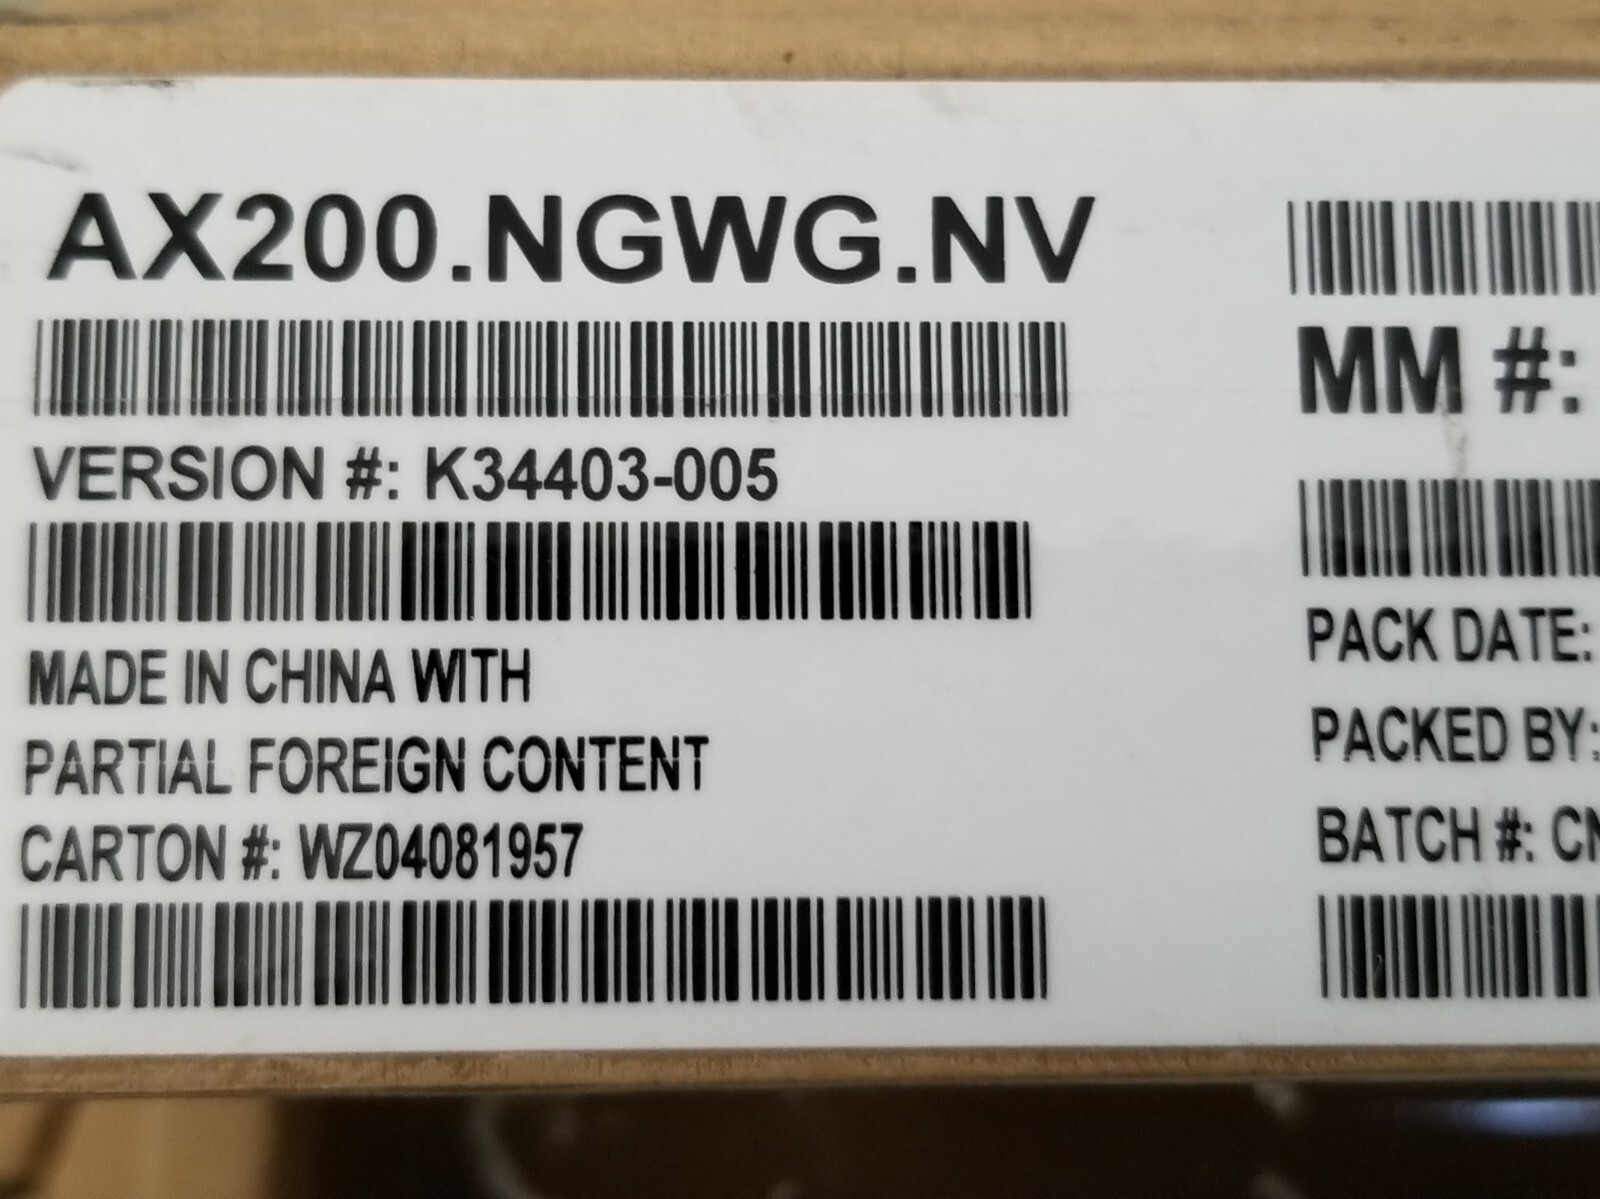 AX200.NGWG.NV
VERSION #: K34403-005
MADE IN CHINA WITH
PARTIAL FOREIGN CONTENT
CARTON #: WZ04081957
MM #:
PACK DATE:
PACKED BY:
BATCH #: CN